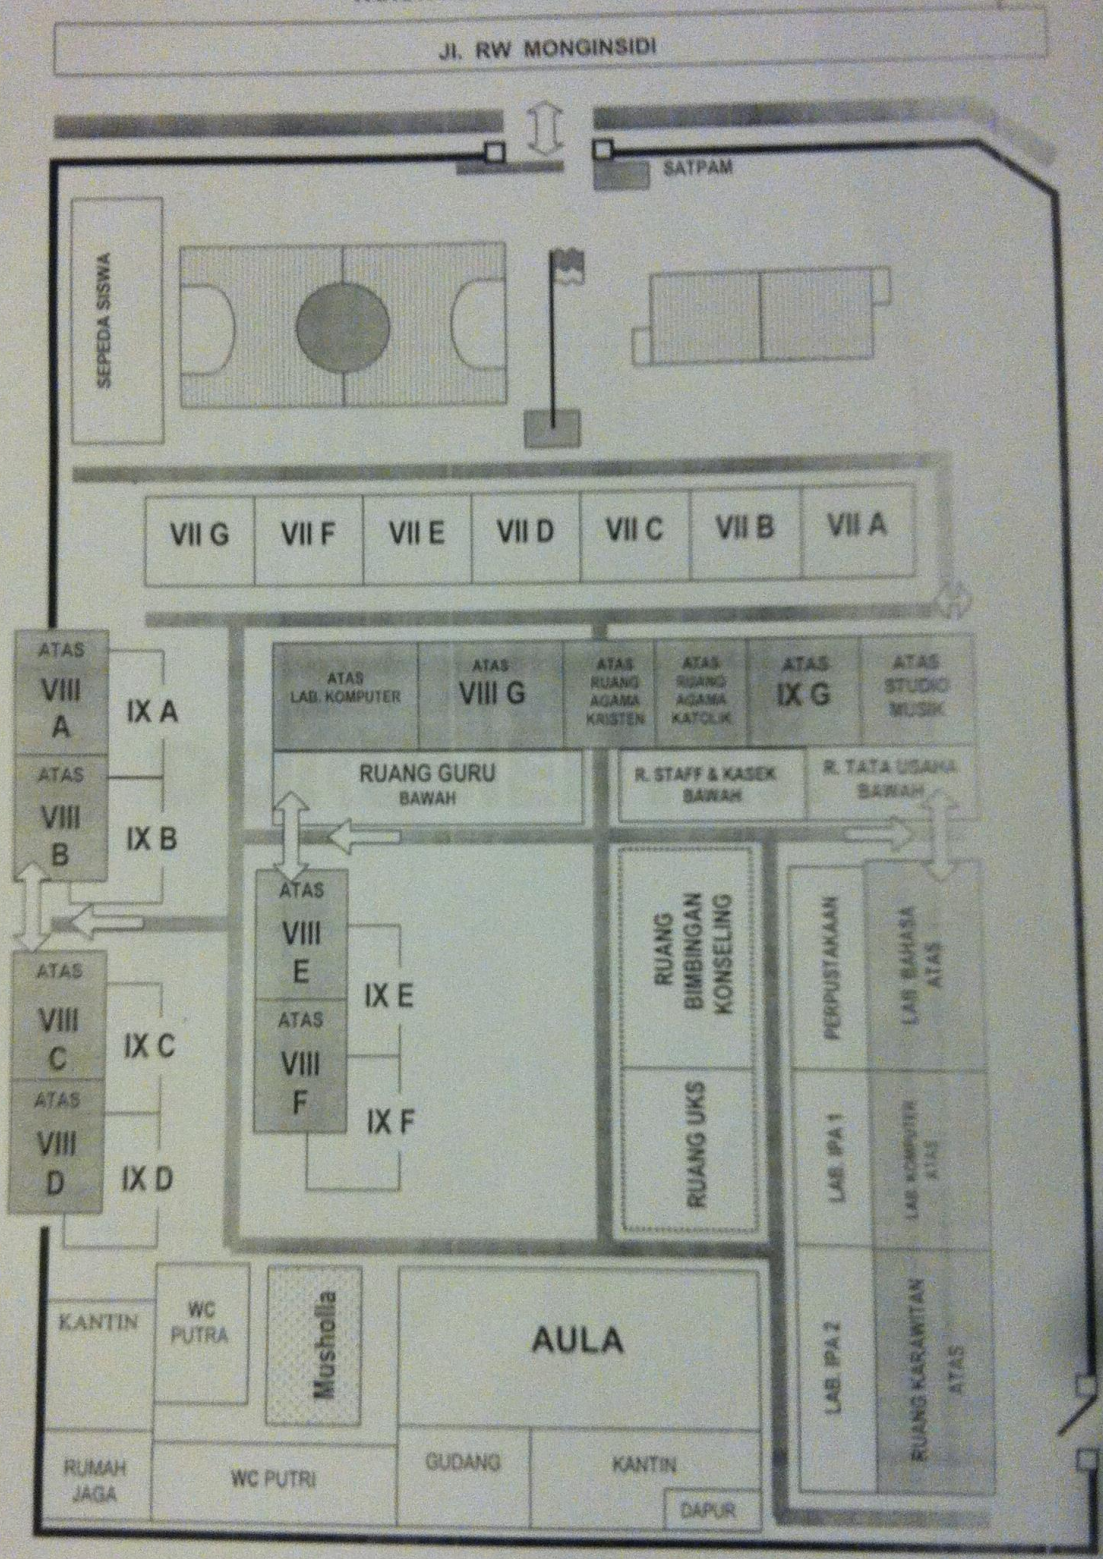 Jl. RW MONGINSIDI
SATPAM
SEPEDA SISWA
VII G
VII F
VII E
VII D
VII C
VII B
VII A
ATAS
VIII
A
IX A
ATAS
VIII
B
IX B
ATAS
LAB. KOMPUTER
ATAS
VIII G
ATAS
RUANG
AGAMA
KRISTEN
ATAS
RUANG
AGAMA
KATOLIK
ATAS
IX G
ATAS
STUDIO
MUSIK
RUANG GURU
BAWAH
R. STAFF & KASEK
BAWAH
R. TATA USAHA
BAWAH
ATAS
VIII
C
IX C
ATAS
VIII
D
IX D
ATAS
VIII
E
IX E
ATAS
VIII
F
IX F
RUANG
BIMBINGAN
KONSELING
RUANG UKS
PERPUSTAKAAN
LAB. BAHASA
ATAS
LAB. IPA 1
LAB. KOMPUTER
ATAS
LAB. IPA 2
RUANG KARAWITAN
ATAS
KANTIN
WC
PUTRA
Musholla
AULA
RUMAH
JAGA
WC PUTRI
GUDANG
KANTIN
DAPUR